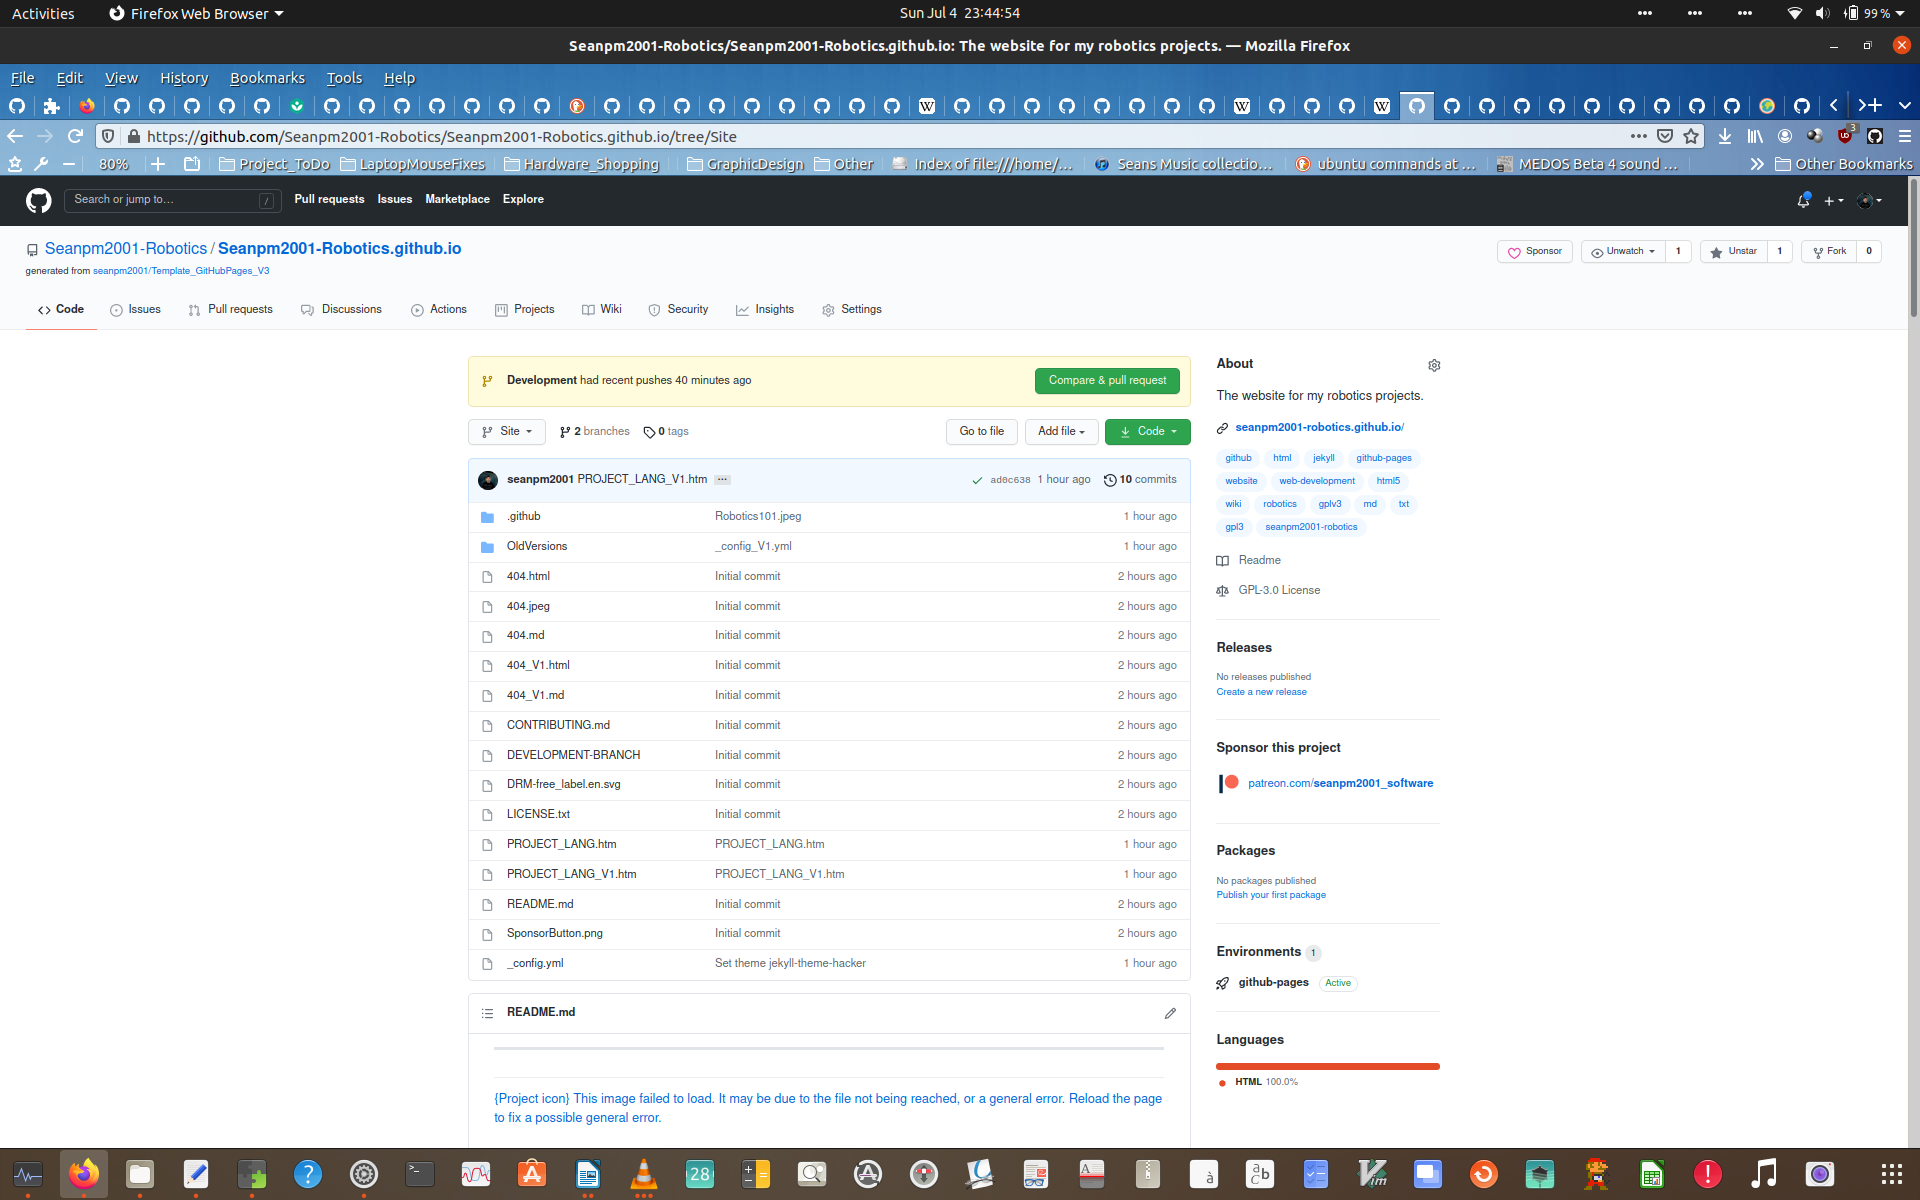 Activities
Firefox Web Browser
Sun Jul 4 23:44:54
99 %
Seanpm2001-Robotics/Seanpm2001-Robotics.github.io: The website for my robotics projects. — Mozilla Firefox
File Edit View History Bookmarks Tools Help
https://github.com/Seanpm2001-Robotics/Seanpm2001-Robotics.github.io/tree/Site
3
80%
Project_ToDo
LaptopMouseFixes
Hardware_Shopping
GraphicDesign
Other
Index of file:///home/...
Seans Music collectio...
ubuntu commands at ...
MEDOS Beta 4 sound ...
Other Bookmarks
Search or jump to...
/
Pull requests
Issues
Marketplace
Explore
Seanpm2001-Robotics / Seanpm2001-Robotics.github.io
generated from seanpm2001/Template_GitHubPages_V3
Sponsor
Unwatch 1
Unstar 1
Fork 0
Code
Issues
Pull requests
Discussions
Actions
Projects
Wiki
Security
Insights
Settings
Development had recent pushes 40 minutes ago
Compare & pull request
Site
2 branches
0 tags
Go to file
Add file
Code
seanpm2001 PROJECT_LANG_V1.htm ...
ad0c638 1 hour ago
10 commits
.github Robotics101.jpeg 1 hour ago
OldVersions _config_V1.yml 1 hour ago
404.html Initial commit 2 hours ago
404.jpeg Initial commit 2 hours ago
404.md Initial commit 2 hours ago
404_V1.html Initial commit 2 hours ago
404_V1.md Initial commit 2 hours ago
CONTRIBUTING.md Initial commit 2 hours ago
DEVELOPMENT-BRANCH Initial commit 2 hours ago
DRM-free_label.en.svg Initial commit 2 hours ago
LICENSE.txt Initial commit 2 hours ago
PROJECT_LANG.htm PROJECT_LANG.htm 1 hour ago
PROJECT_LANG_V1.htm PROJECT_LANG_V1.htm 1 hour ago
README.md Initial commit 2 hours ago
SponsorButton.png Initial commit 2 hours ago
_config.yml Set theme jekyll-theme-hacker 1 hour ago
README.md
{Project icon} This image failed to load. It may be due to the file not being reached, or a general error. Reload the page
to fix a possible general error.
About
The website for my robotics projects.
seanpm2001-robotics.github.io/
github html jekyll github-pages
website web-development html5
wiki robotics gplv3 md txt
gpl3 seanpm2001-robotics
Readme
GPL-3.0 License
Releases
No releases published
Create a new release
Sponsor this project
patreon.com/seanpm2001_software
Packages
No packages published
Publish your first package
Environments 1
github-pages Active
Languages
HTML 100.0%
28